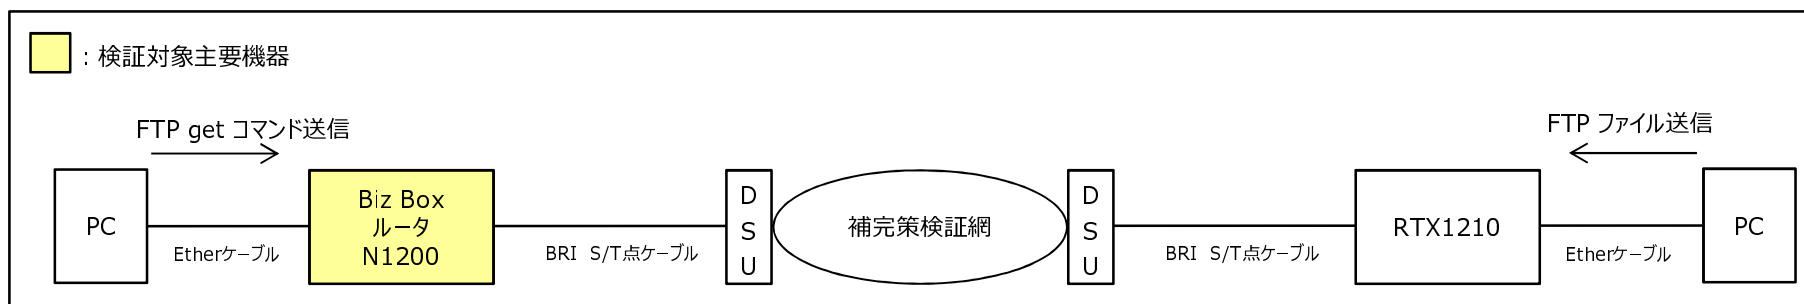 : 検証対象主要機器
FTP get コマンド送信
FTP ファイル送信
PC
Etherケーブル
Biz Box
ルータ
N1200
BRI S/T点ケーブル
D
S
U
補完策検証網
D
S
U
BRI S/T点ケーブル
RTX1210
Etherケーブル
PC